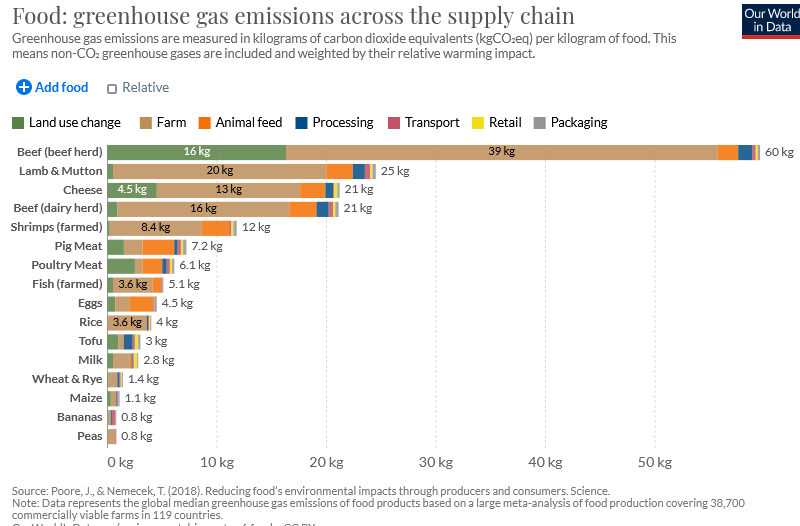 Food: greenhouse gas emissions across the supply chain
Our World
in Data
Greenhouse gas emissions are measured in kilograms of carbon dioxide equivalents (kgCO₂eq) per kilogram of food. This
means non-CO₂ greenhouse gases are included and weighted by their relative warming impact.
Add food
Relative
Land use change Farm Animal feed Processing Transport Retail Packaging
Beef (beef herd) 16 kg 39 kg 60 kg
Lamb & Mutton 20 kg 25 kg
Cheese 4.5 kg 13 kg 21 kg
Beef (dairy herd) 16 kg 21 kg
Shrimps (farmed) 8.4 kg 12 kg
Pig Meat 7.2 kg
Poultry Meat 6.1 kg
Fish (farmed) 3.6 kg 5.1 kg
Eggs 4.5 kg
Rice 3.6 kg 4 kg
Tofu 3 kg
Milk 2.8 kg
Wheat & Rye 1.4 kg
Maize 1.1 kg
Bananas 0.8 kg
Peas 0.8 kg
0 kg 10 kg 20 kg 30 kg 40 kg 50 kg
Source: Poore, J., & Nemecek, T. (2018). Reducing food's environmental impacts through producers and consumers. Science.
Note: Data represents the global median greenhouse gas emissions of food products based on a large meta-analysis of food production covering 38,700
commercially viable farms in 119 countries.